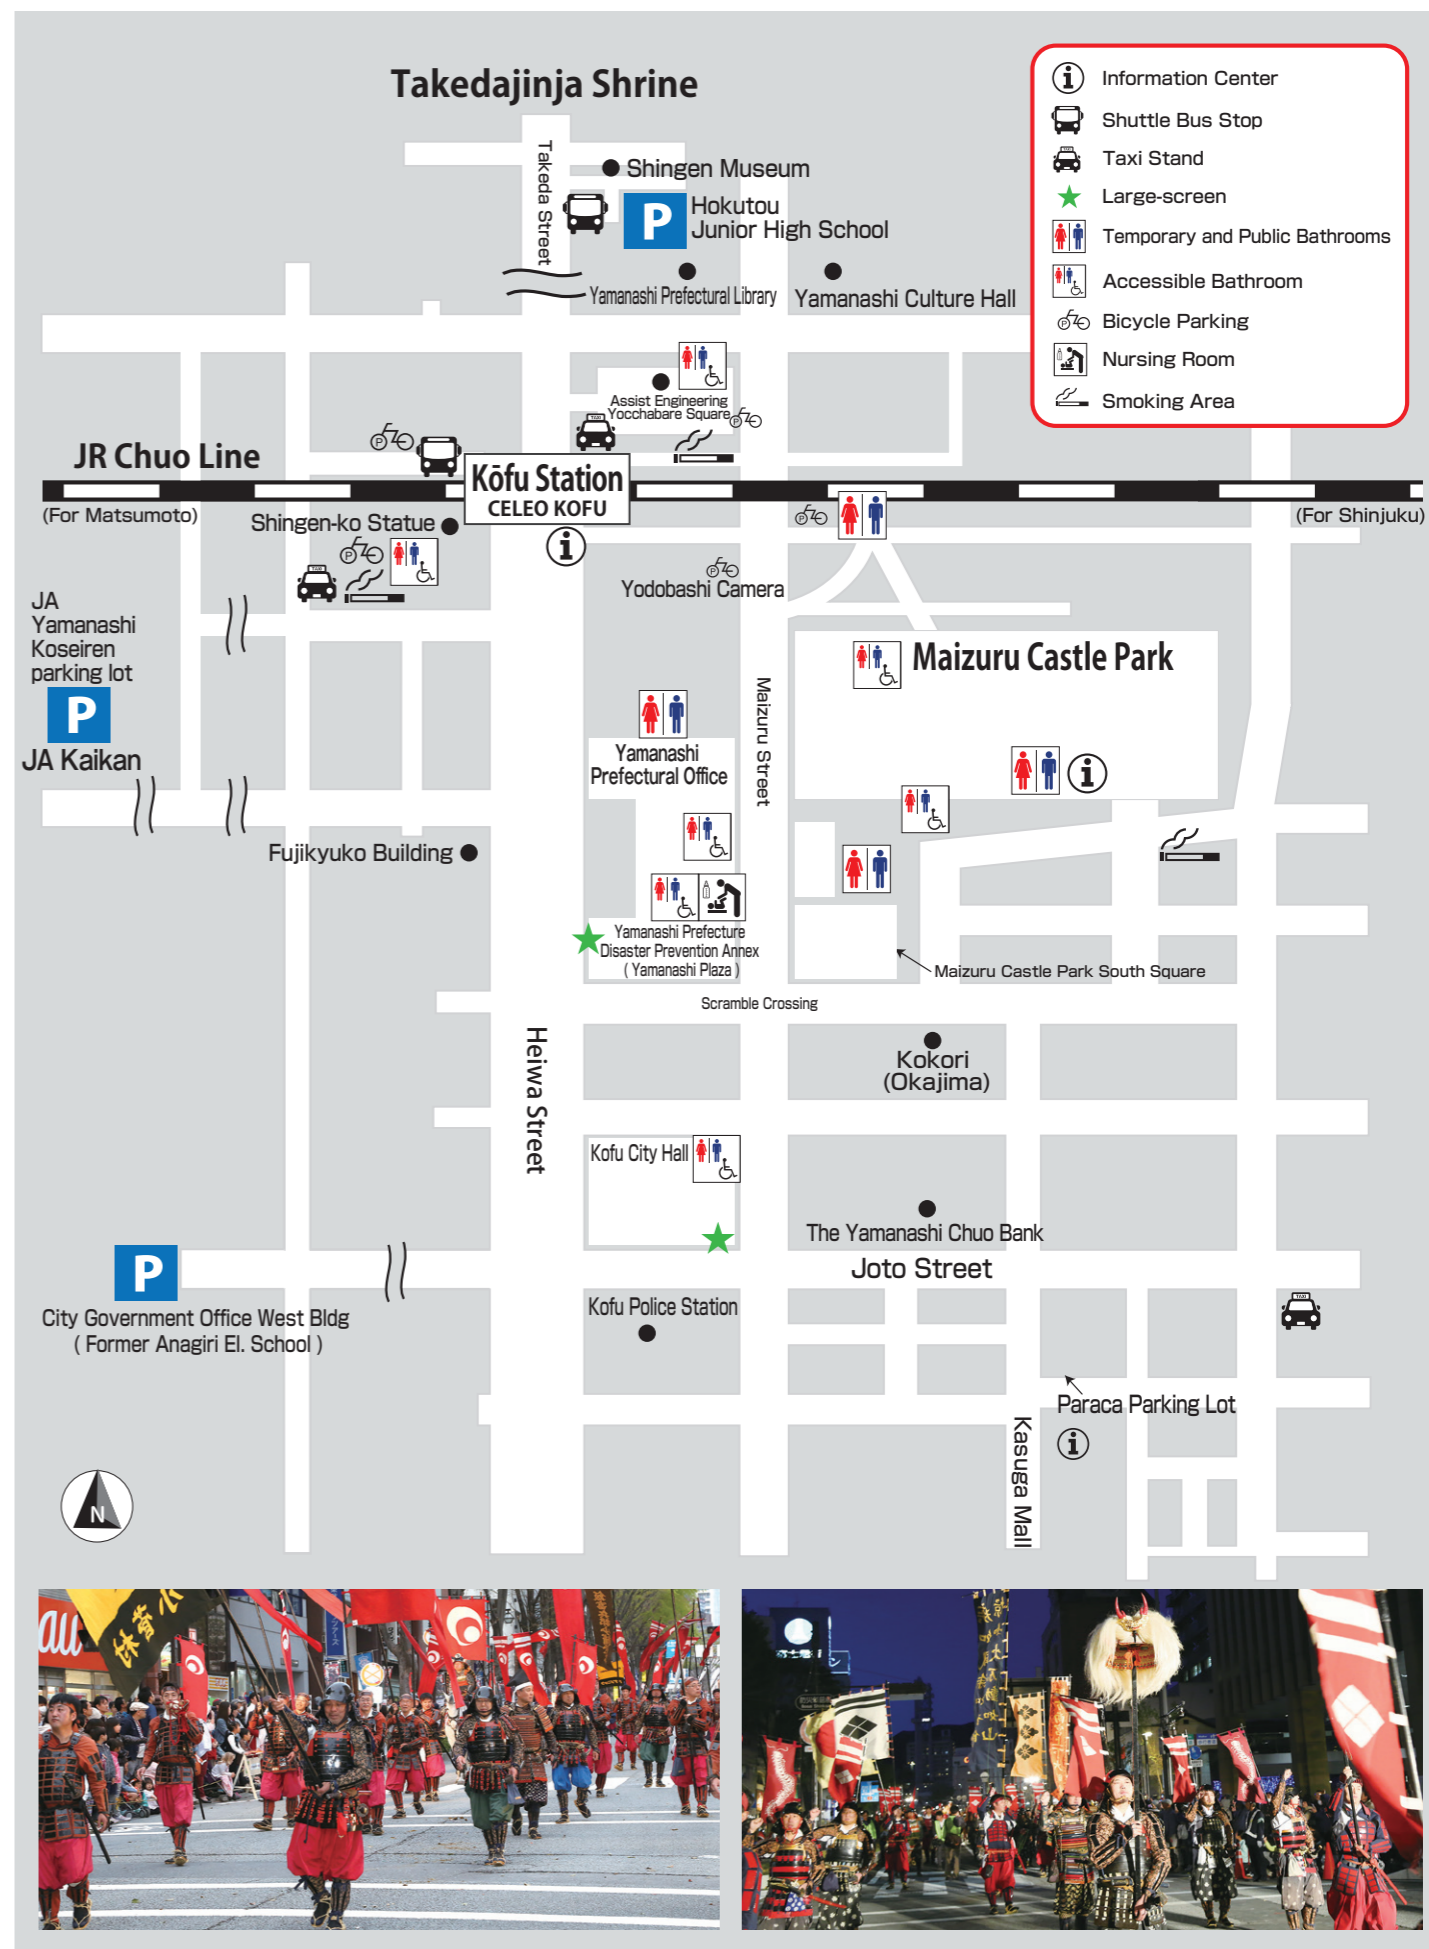 Takedajinja Shrine
Information Center
Shuttle Bus Stop
Taxi Stand
Large-screen
Temporary and Public Bathrooms
Accessible Bathroom
Bicycle Parking
Nursing Room
Smoking Area
Takeda Street
Shingen Museum
P
Hokutou
Junior High School
Yamanashi Prefectural Library
Yamanashi Culture Hall
Assist Engineering
Yocchabare Square
TAXI
JR Chuo Line
Kōfu Station
CELEO KOFU
(For Matsumoto)
(For Shinjuku)
Shingen-ko Statue
TAXI
Yodobashi Camera
JA
Yamanashi
Koseiren
parking lot
P
JA Kaikan
Maizuru Castle Park
Maizuru Street
Yamanashi
Prefectural Office
Fujikyuko Building
Yamanashi Prefecture
Disaster Prevention Annex
( Yamanashi Plaza )
Maizuru Castle Park South Square
Scramble Crossing
Heiwa Street
Kokori
(Okajima)
Kofu City Hall
The Yamanashi Chuo Bank
Joto Street
P
City Government Office West Bldg
( Former Anagiri El. School )
Kofu Police Station
TAXI
Paraca Parking Lot
Kasuga Mall
N
au